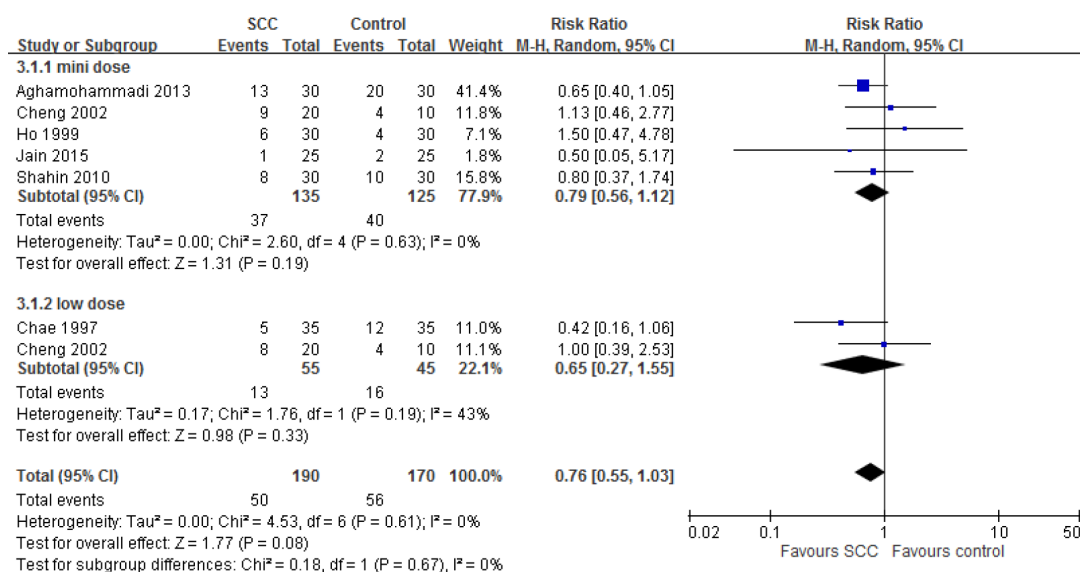 SCC Control Risk Ratio Risk Ratio
Study or Subgroup Events Total Events Total Weight M-H, Random, 95% CI M-H, Random, 95% CI
3.1.1 mini dose
Aghamohammadi 2013 13 30 20 30 41.4% 0.65 [0.40, 1.05]
Cheng 2002 9 20 4 10 11.8% 1.13 [0.46, 2.77]
Ho 1999 6 30 4 30 7.1% 1.50 [0.47, 4.78]
Jain 2015 1 25 2 25 1.8% 0.50 [0.05, 5.17]
Shahin 2010 8 30 10 30 15.8% 0.80 [0.37, 1.74]
Subtotal (95% CI) 135 125 77.9% 0.79 [0.56, 1.12]
Total events 37 40
Heterogeneity: Tau² = 0.00; Chi² = 2.60, df = 4 (P = 0.63); I² = 0%
Test for overall effect: Z = 1.31 (P = 0.19)
3.1.2 low dose
Chae 1997 5 35 12 35 11.0% 0.42 [0.16, 1.06]
Cheng 2002 8 20 4 10 11.1% 1.00 [0.39, 2.53]
Subtotal (95% CI) 55 45 22.1% 0.65 [0.27, 1.55]
Total events 13 16
Heterogeneity: Tau² = 0.17; Chi² = 1.76, df = 1 (P = 0.19); I² = 43%
Test for overall effect: Z = 0.98 (P = 0.33)
Total (95% CI) 190 170 100.0% 0.76 [0.55, 1.03]
Total events 50 56
Heterogeneity: Tau² = 0.00; Chi² = 4.53, df = 6 (P = 0.61); I² = 0%
Test for overall effect: Z = 1.77 (P = 0.08)
Test for subgroup differences: Chi² = 0.18, df = 1 (P = 0.67), I² = 0%
0.02 0.1 1 10 50
Favours SCC Favours control